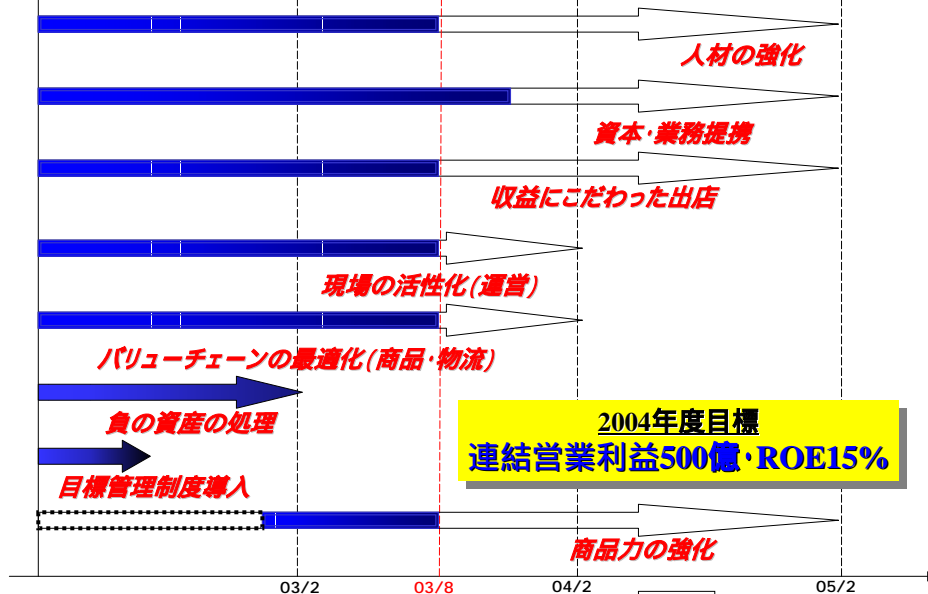 人材の強化
資本・業務提携
収益にこだわった出店
現場の活性化(運営)
バリューチェーンの最適化(商品・物流)
負の資産の処理
2004年度目標
連結営業利益500億・ROE15%
目標管理制度導入
商品力の強化
03/2 03/8 04/2 05/2